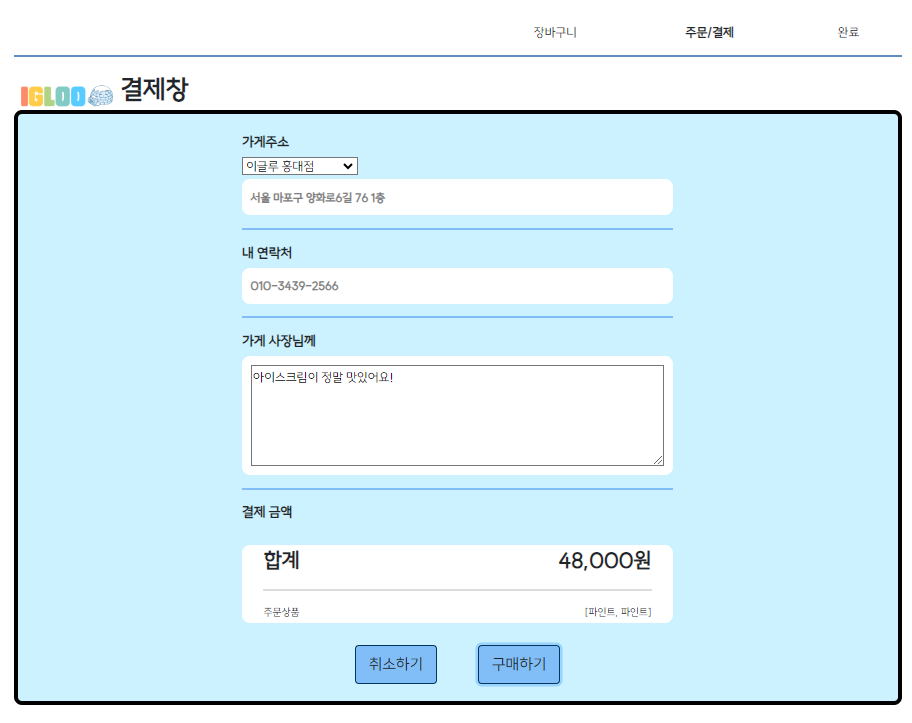 장바구니 주문/결제 완료
IGLOO 결제창
가게주소
이글루 홍대점
서울 마포구 양화로6길 76 1층
내 연락처
010-3439-2566
가게 사장님께
아이스크림이 정말 맛있어요!
결제 금액
합계 48,000원
주문상품 [파인트, 파인트]
취소하기 구매하기